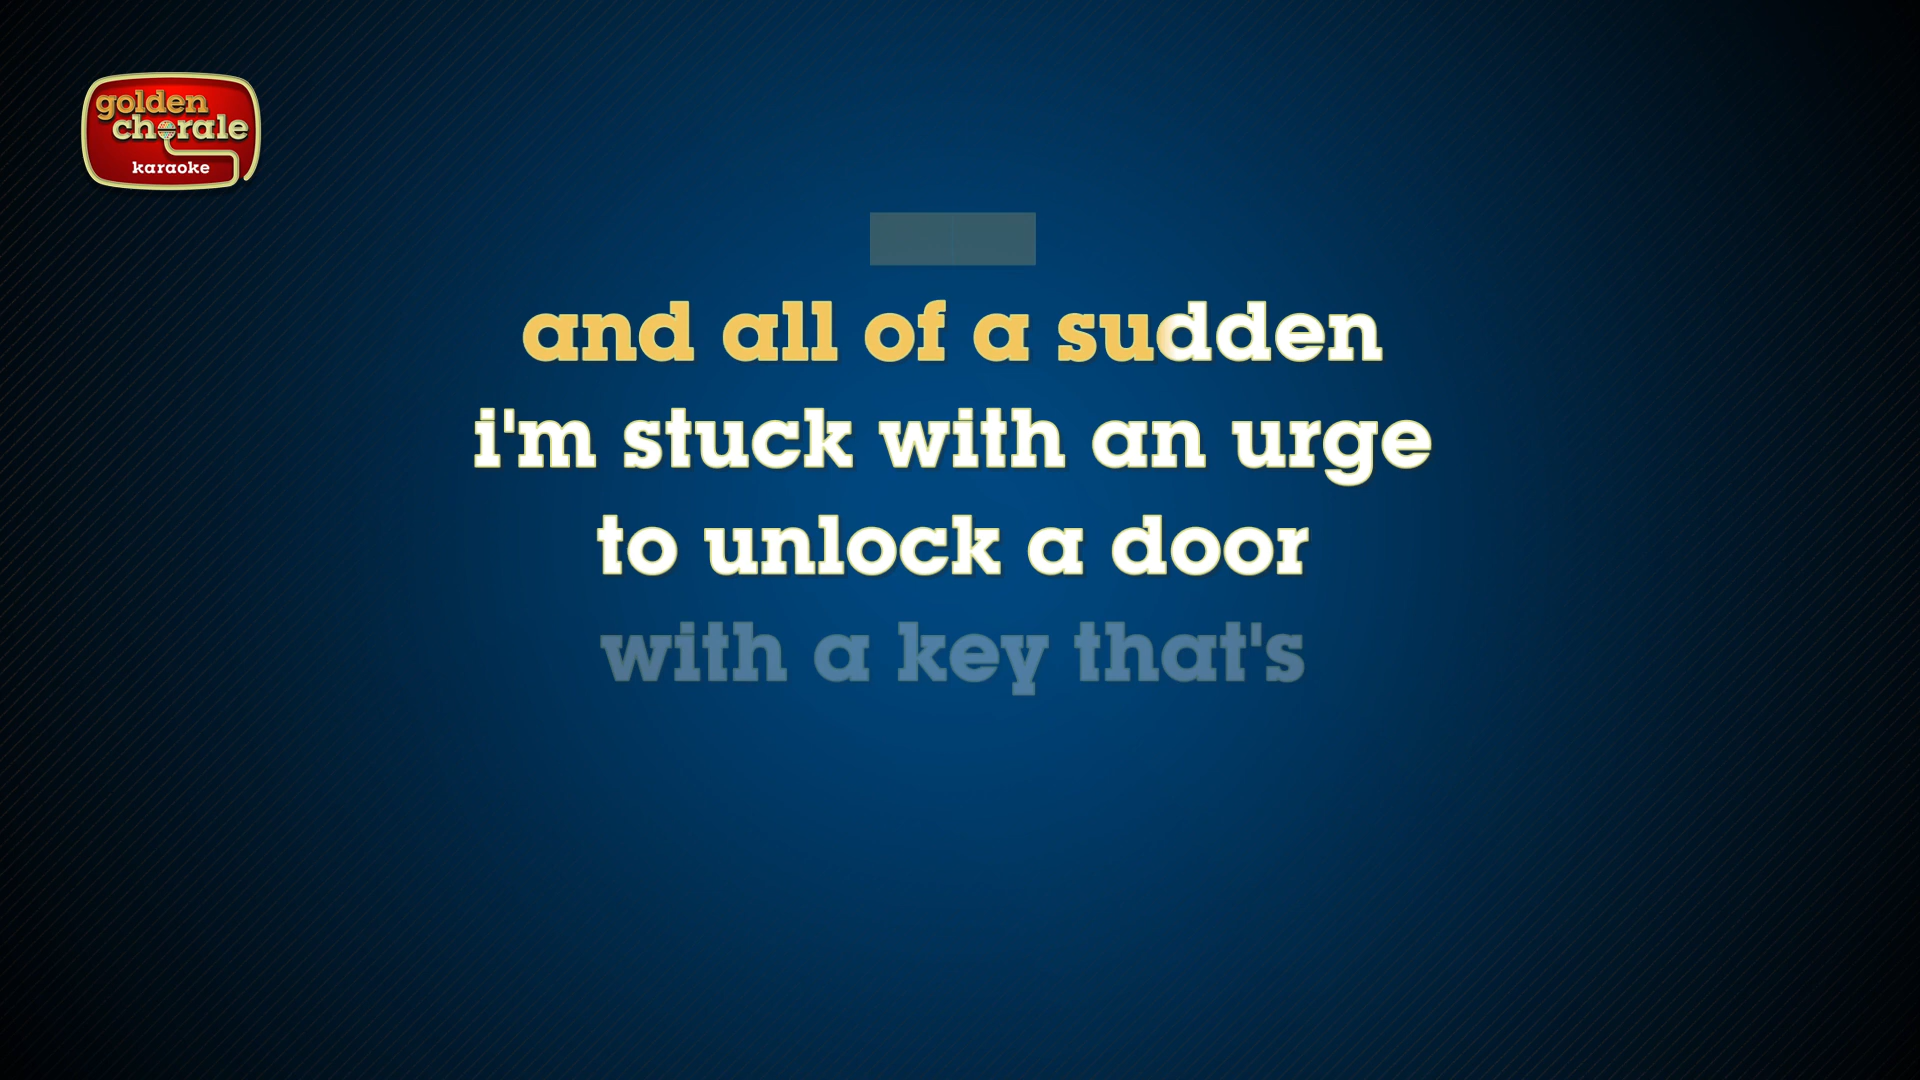 golden
chorale
karaoke
and all of a sudden
i'm stuck with an urge
to unlock a door
with a key that's